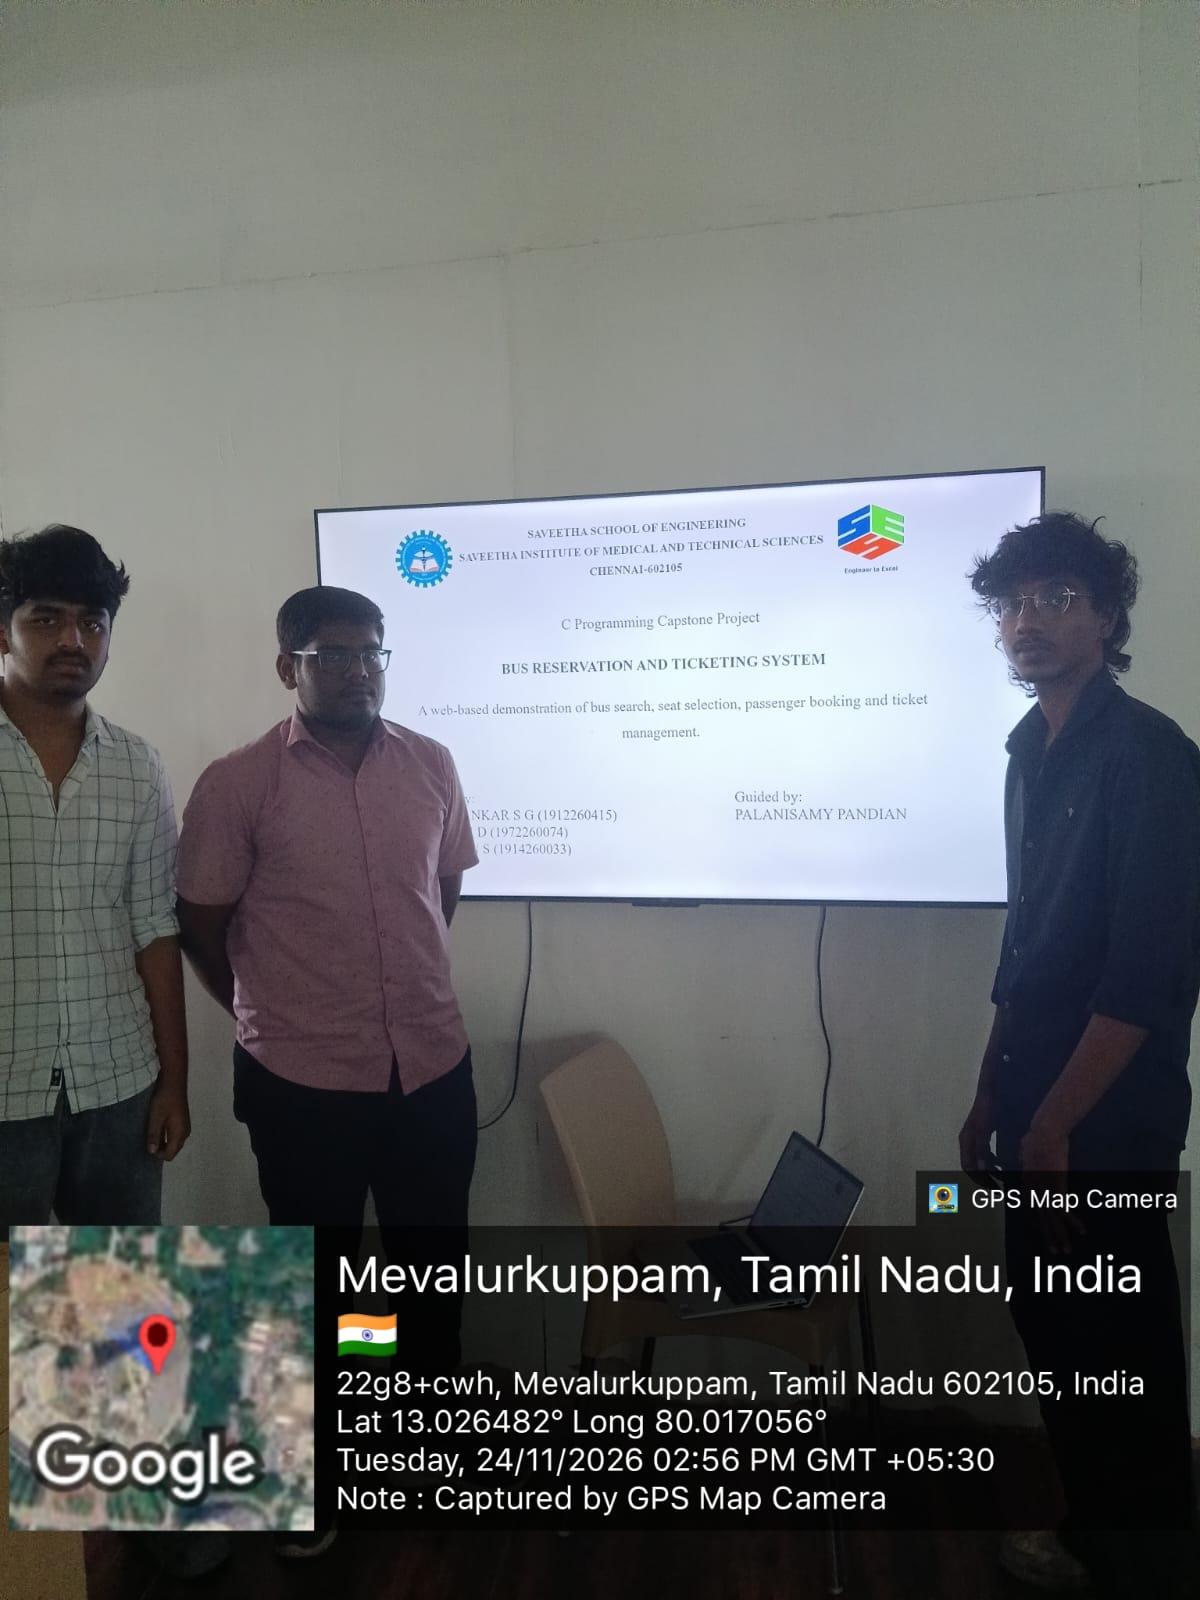 SAVEETHA SCHOOL OF ENGINEERING
SAVEETHA INSTITUTE OF MEDICAL AND TECHNICAL SCIENCES
CHENNAI-602105
SES
Engineer to Excel
C Programming Capstone Project
BUS RESERVATION AND TICKETING SYSTEM
A web-based demonstration of bus search, seat selection, passenger booking and ticket
management.
NKAR S G (1912260415)
D (1972260074)
S (1914260033)
Guided by:
PALANISAMY PANDIAN
GPS Map Camera
Mevalurkuppam, Tamil Nadu, India
22g8+cwh, Mevalurkuppam, Tamil Nadu 602105, India
Lat 13.026482° Long 80.017056°
Tuesday, 24/11/2026 02:56 PM GMT +05:30
Note : Captured by GPS Map Camera
Google